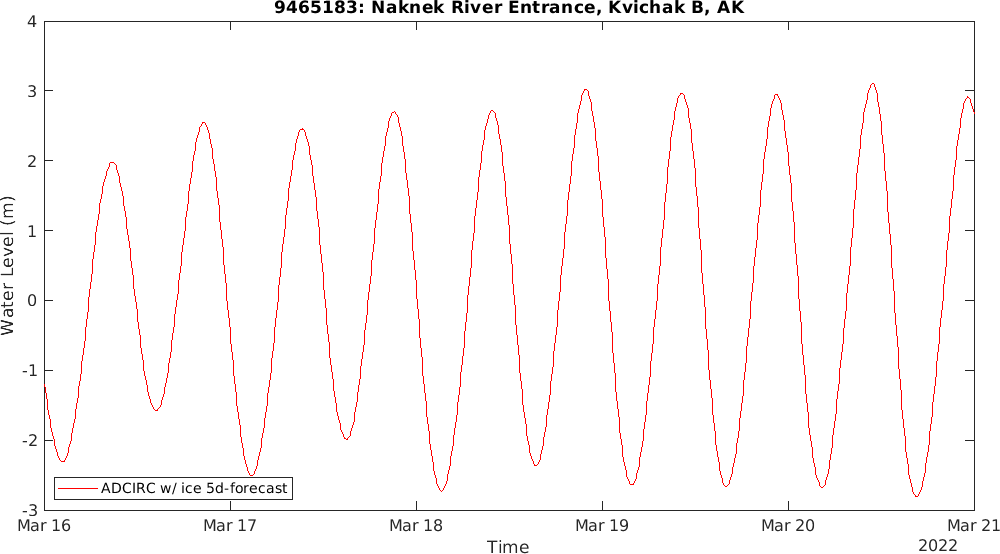 9465183: Naknek River Entrance, Kvichak B, AK
4
3
2
1
0
-1
-2
-3
Water Level (m)
ADCIRC w/ ice 5d-forecast
Mar 16 Mar 17 Mar 18 Mar 19 Mar 20 Mar 21
Time
2022